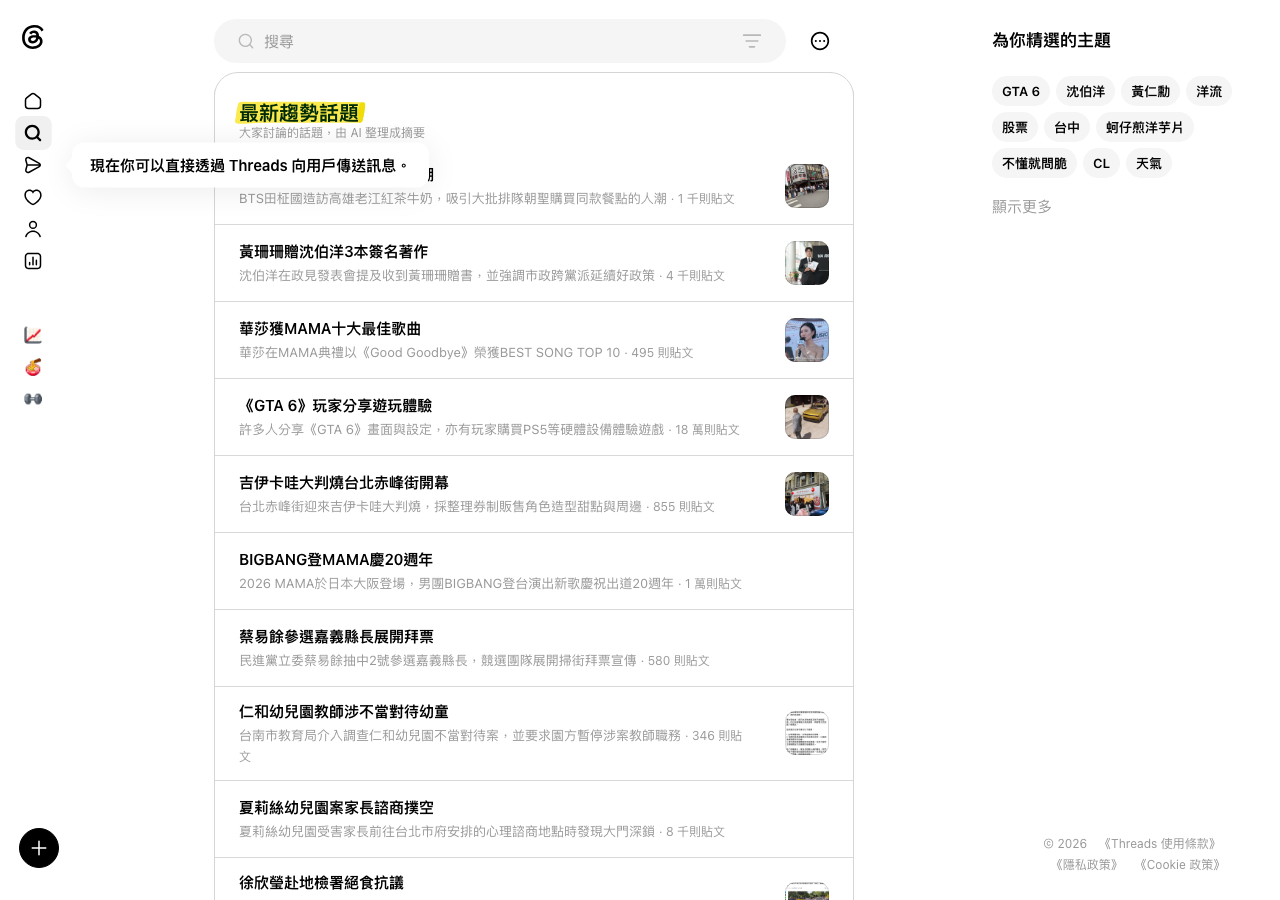 搜尋
最新趨勢話題
大家討論的話題，由 AI 整理成摘要
現在你可以直接透過 Threads 向用戶傳送訊息。
BTS田柾國造訪高雄老江紅茶牛奶，吸引大批排隊朝聖購買同款餐點的人潮 · 1 千則貼文
黃珊珊贈沈伯洋3本簽名著作
沈伯洋在政見發表會提及收到黃珊珊贈書，並強調市政跨黨派延續好政策 · 4 千則貼文
華莎獲MAMA十大最佳歌曲
華莎在MAMA典禮以《Good Goodbye》榮獲BEST SONG TOP 10 · 495 則貼文
《GTA 6》玩家分享遊玩體驗
許多人分享《GTA 6》畫面與設定，亦有玩家購買PS5等硬體設備體驗遊戲 · 18 萬則貼文
吉伊卡哇大判燒台北赤峰街開幕
台北赤峰街迎來吉伊卡哇大判燒，採整理券制販售角色造型甜點與周邊 · 855 則貼文
BIGBANG登MAMA慶20週年
2026 MAMA於日本大阪登場，男團BIGBANG登台演出新歌慶祝出道20週年 · 1 萬則貼文
蔡易餘參選嘉義縣長展開拜票
民進黨立委蔡易餘抽中2號參選嘉義縣長，競選團隊展開掃街拜票宣傳 · 580 則貼文
仁和幼兒園教師涉不當對待幼童
台南市教育局介入調查仁和幼兒園不當對待案，並要求園方暫停涉案教師職務 · 346 則貼
文
夏莉絲幼兒園案家長諮商撲空
夏莉絲幼兒園受害家長前往台北市府安排的心理諮商地點時發現大門深鎖 · 8 千則貼文
徐欣瑩赴地檢署絕食抗議
為你精選的主題
GTA 6 沈伯洋 黃仁勳 洋流
股票 台中 蚵仔煎洋芋片
不懂就問脆 CL 天氣
顯示更多
© 2026 《Threads 使用條款》
《隱私政策》 《Cookie 政策》